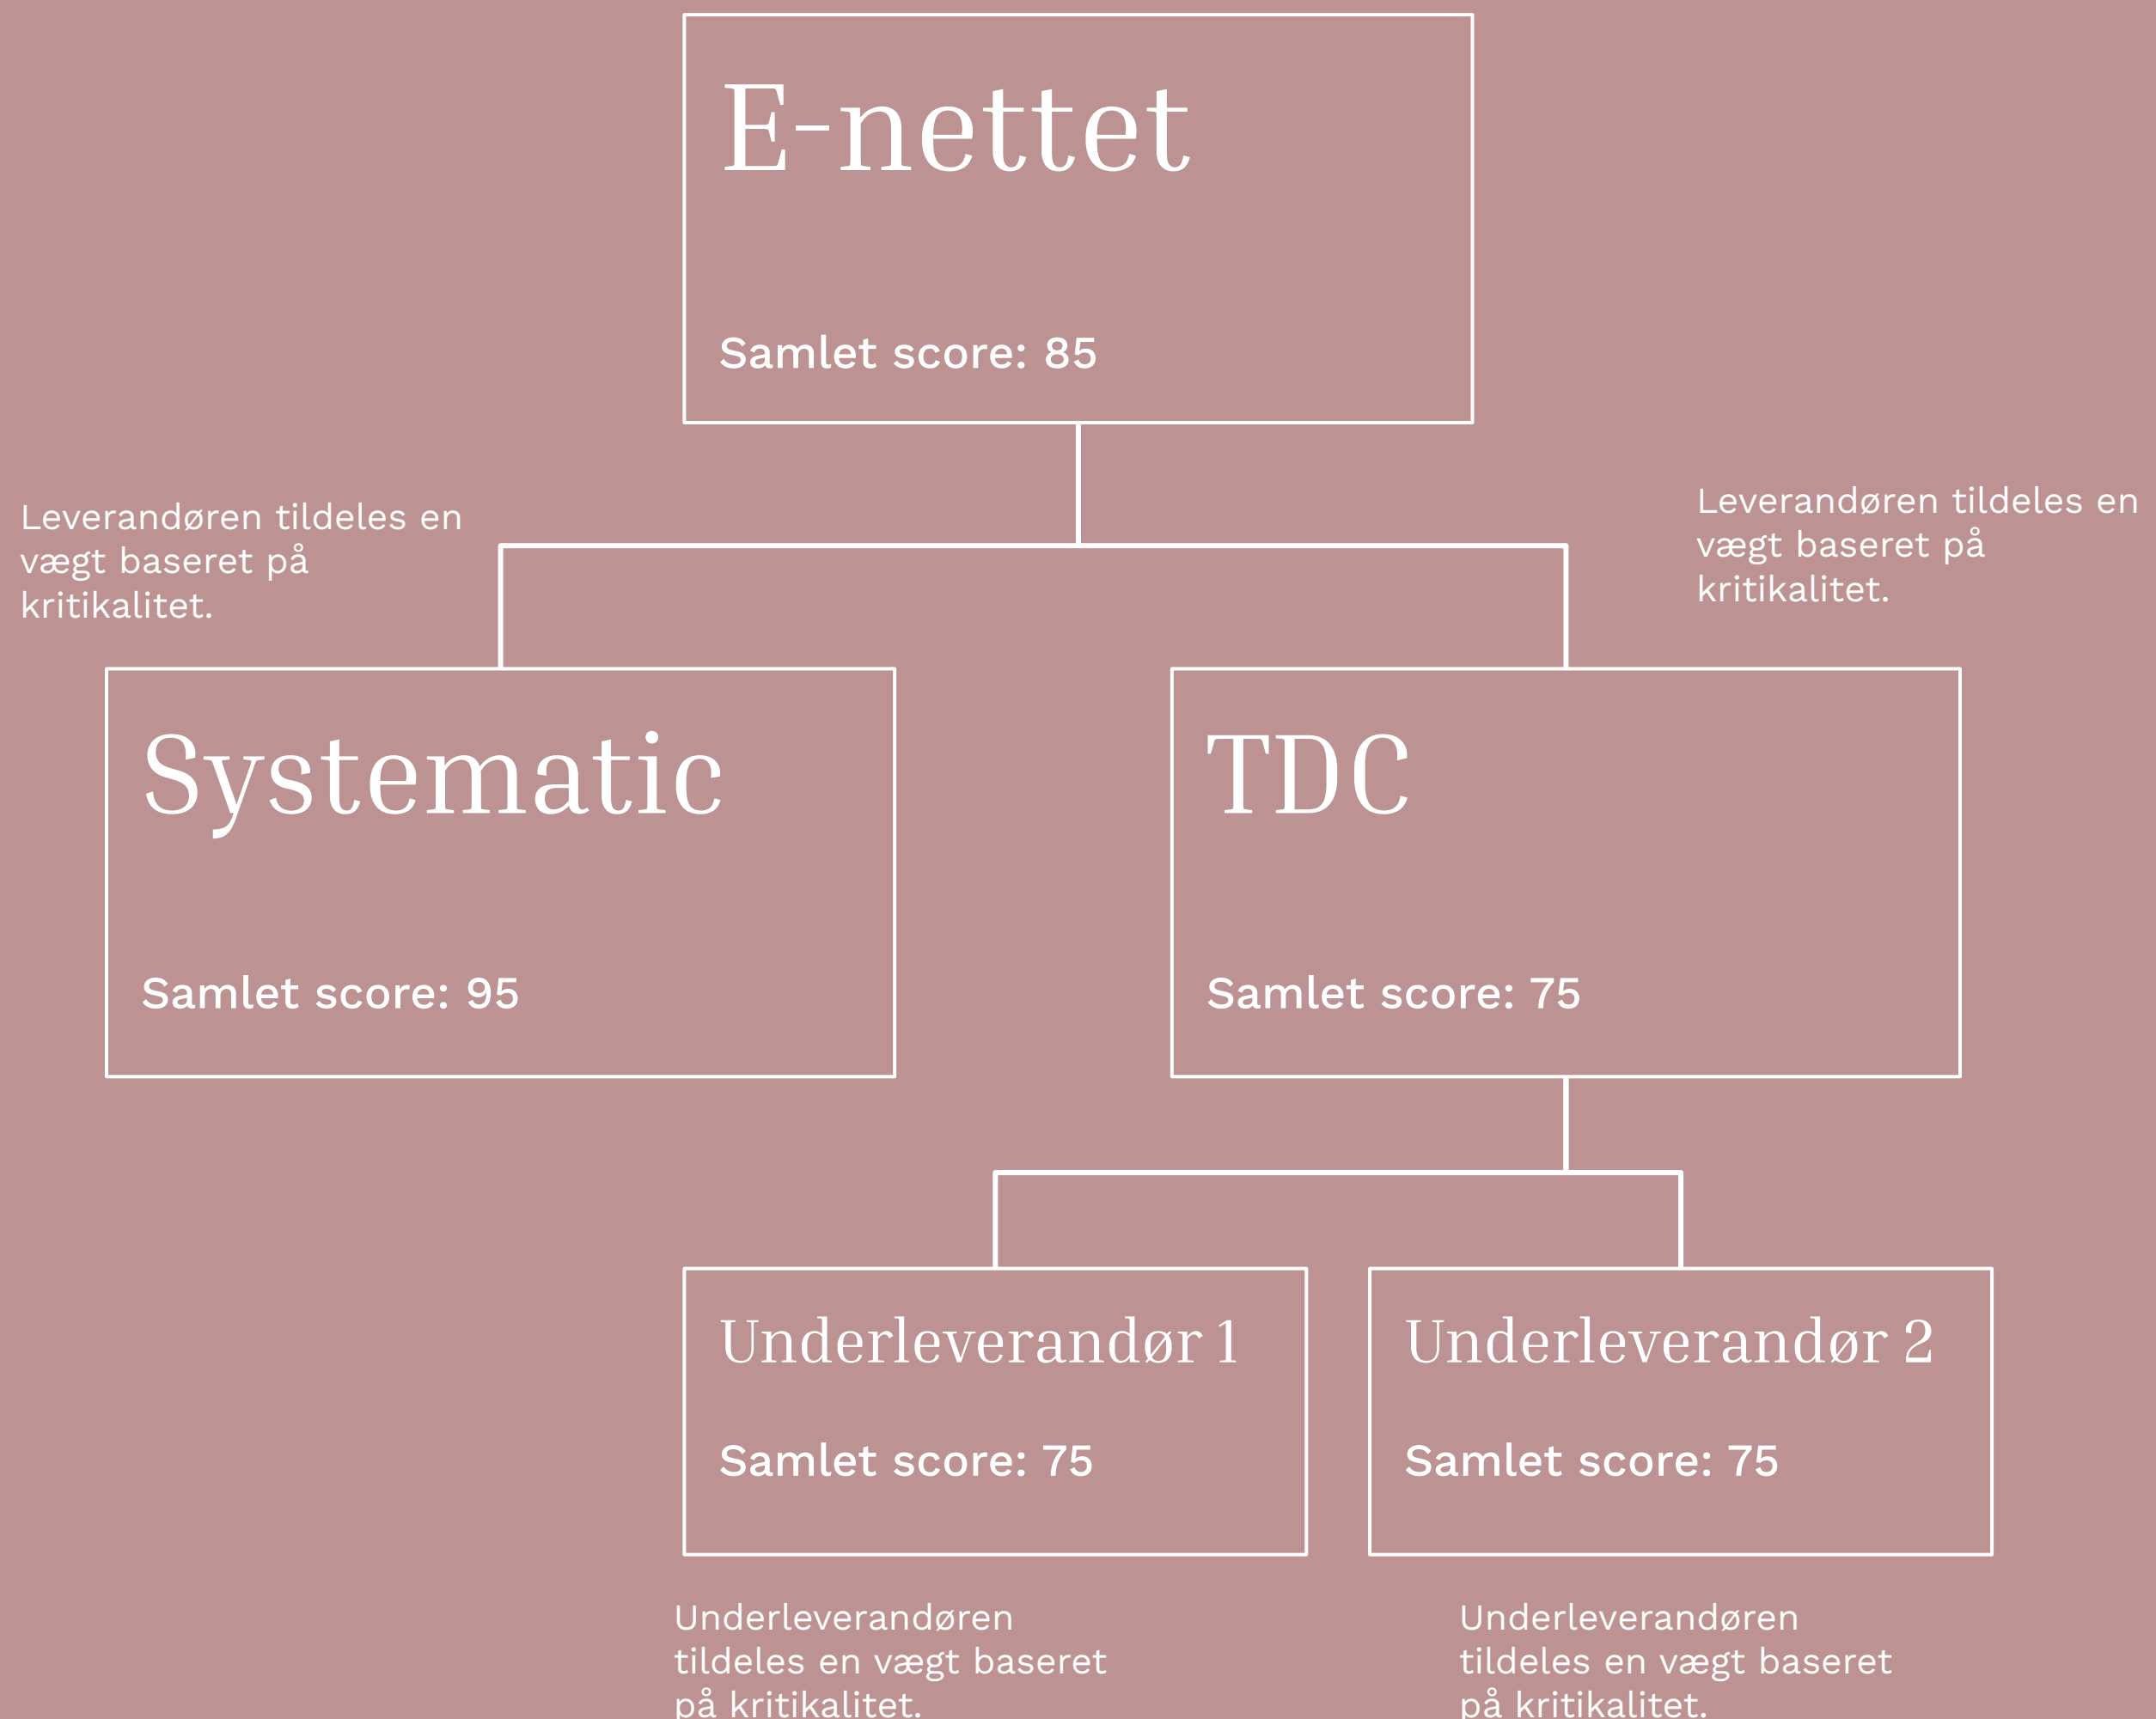 E-nettet
Samlet score: 85
Leverandøren tildeles en
vægt baseret på
kritikalitet.
Leverandøren tildeles en
vægt baseret på
kritikalitet.
Systematic
Samlet score: 95
TDC
Samlet score: 75
Underleverandør 1
Samlet score: 75
Underleverandør 2
Samlet score: 75
Underleverandøren
tildeles en vægt baseret
på kritikalitet.
Underleverandøren
tildeles en vægt baseret
på kritikalitet.